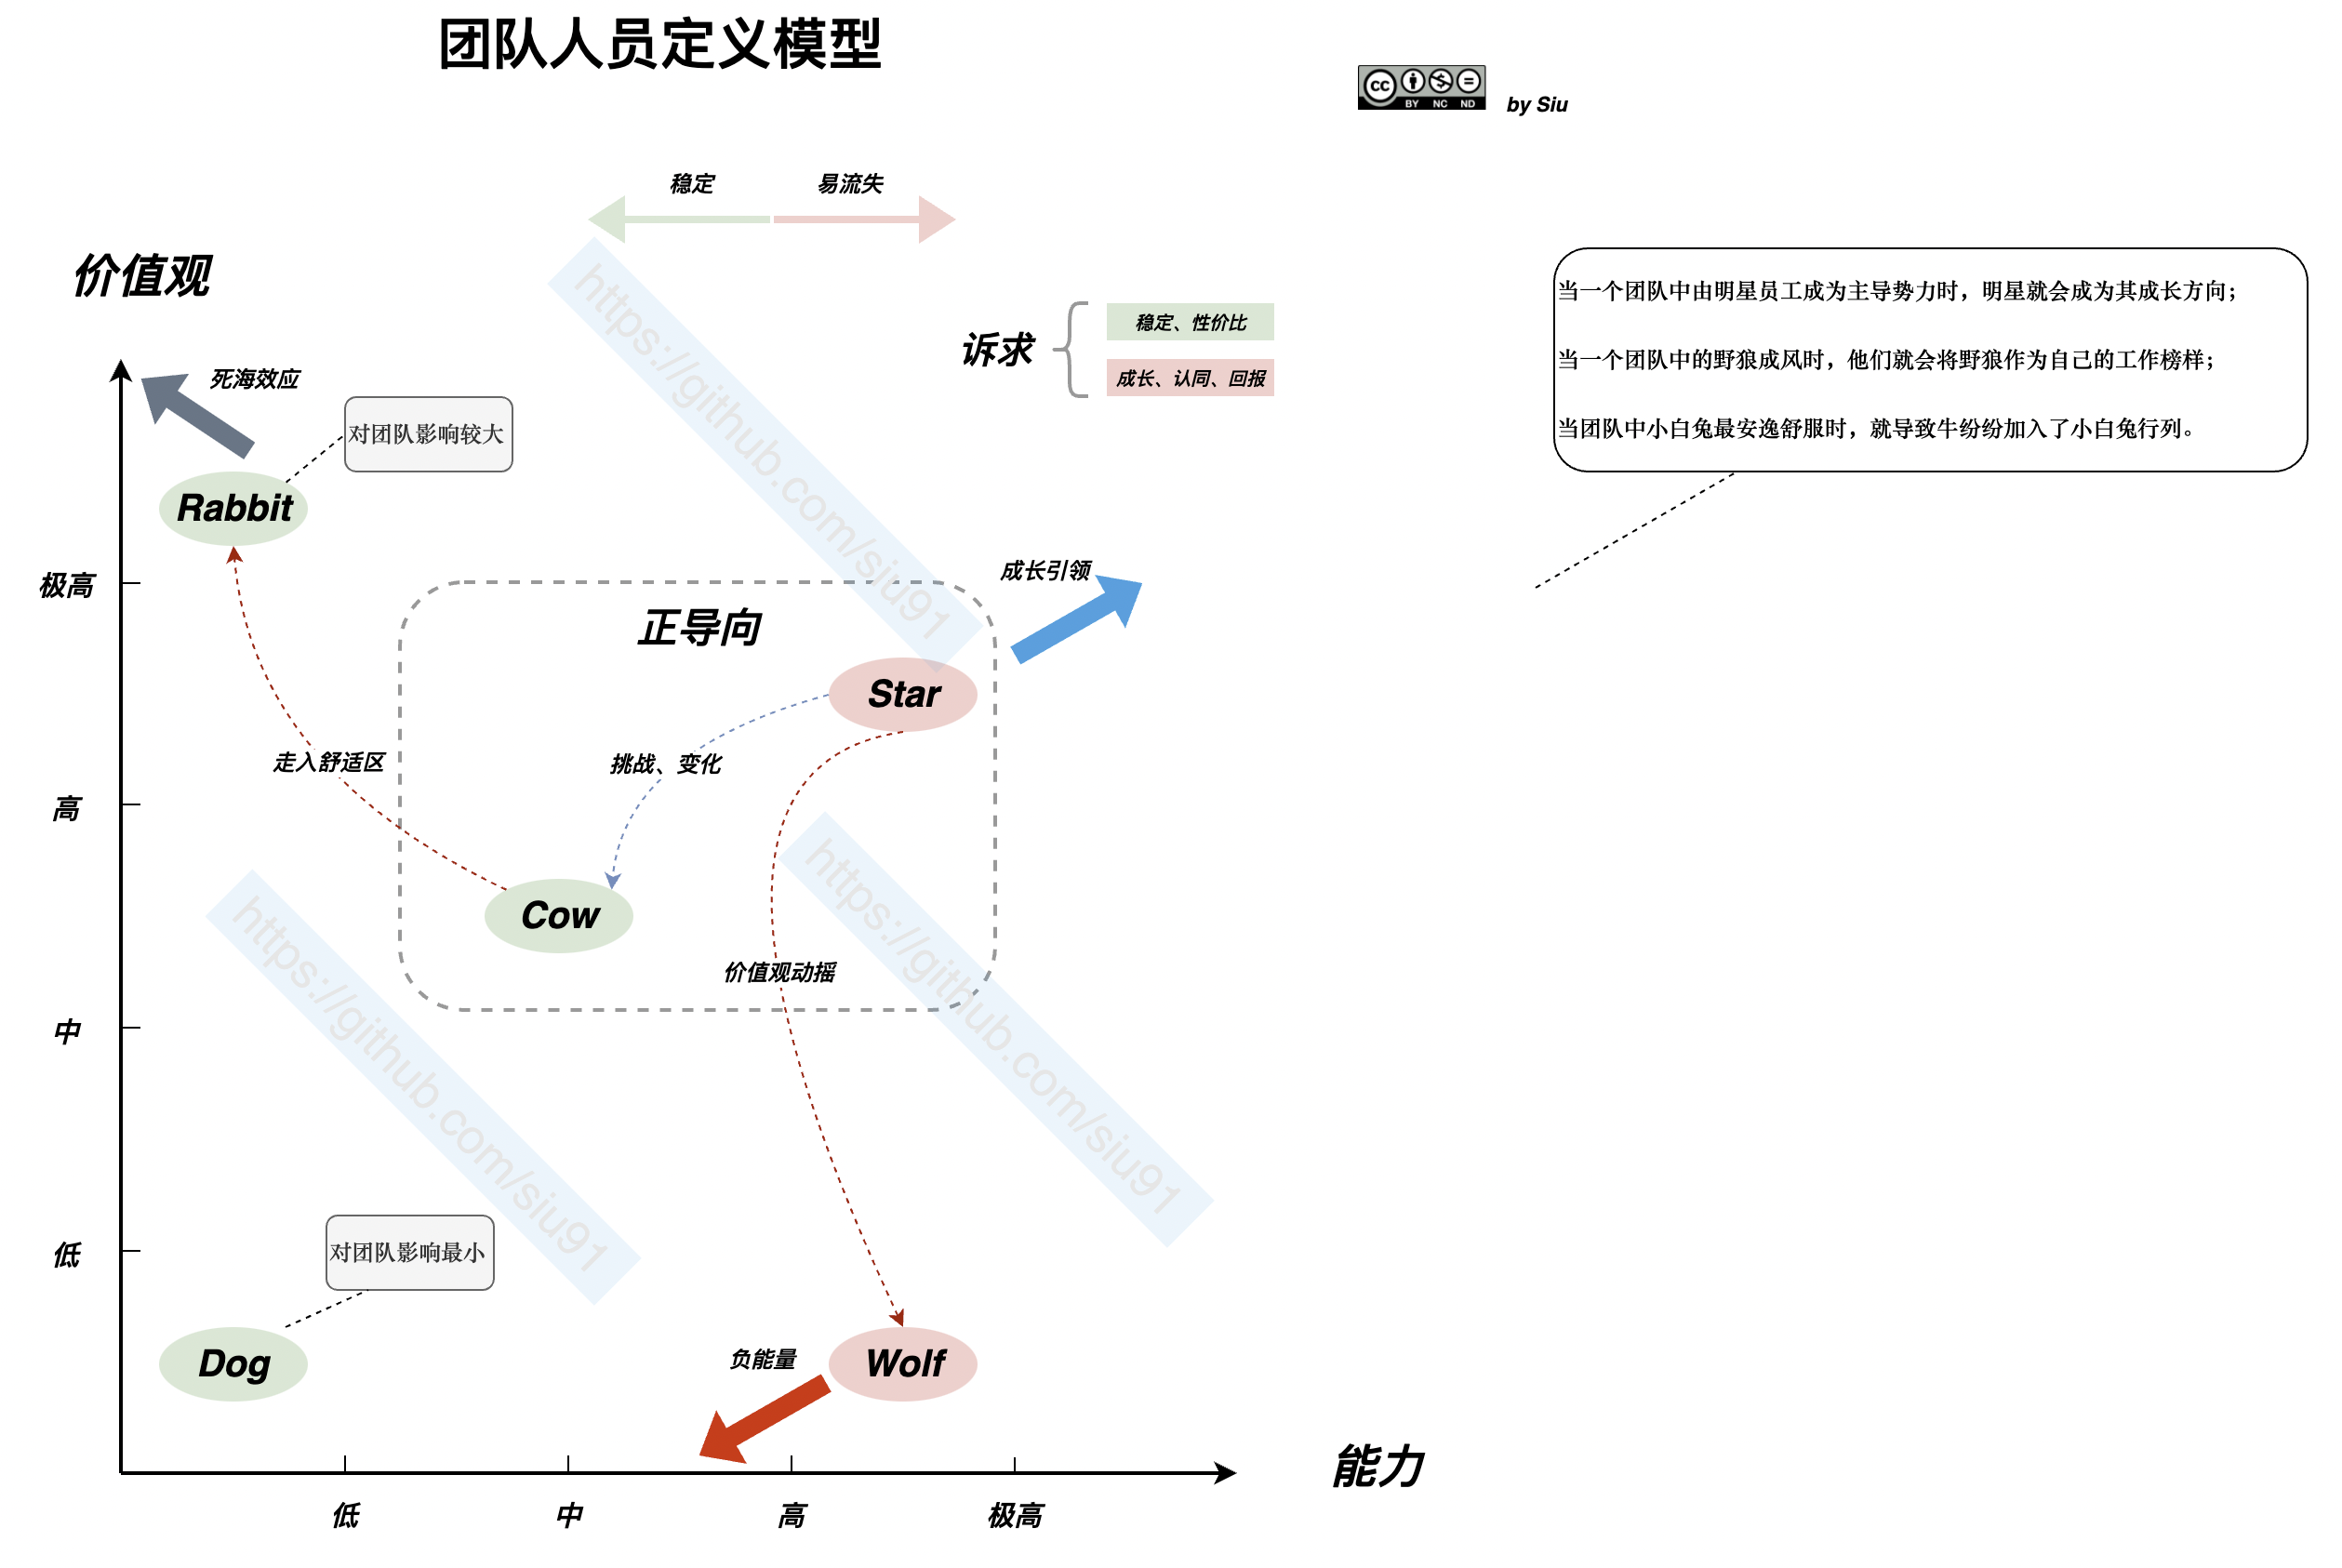 团队人员定义模型
cc
BY NC ND
by Siu
稳定
易流失
价值观
诉求
稳定、性价比
成长、认同、回报
当一个团队中由明星员工成为主导势力时，明星就会成为其成长方向；
当一个团队中的野狼成风时，他们就会将野狼作为自己的工作榜样；
当团队中小白兔最安逸舒服时，就导致牛纷纷加入了小白兔行列。
死海效应
对团队影响较大
Rabbit
https://github.com/siu91
成长引领
极高
正导向
Star
走入舒适区
挑战、变化
高
Cow
价值观动摇
https://github.com/siu91
https://github.com/siu91
中
低
对团队影响最小
Dog
负能量
Wolf
能力
低
中
高
极高